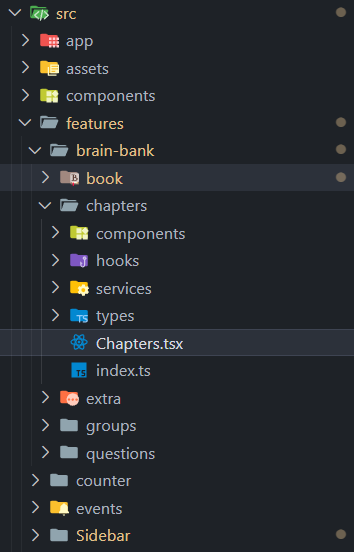 src
app
assets
components
features
brain-bank
book
chapters
components
hooks
services
types
Chapters.tsx
index.ts
extra
groups
questions
counter
events
Sidebar